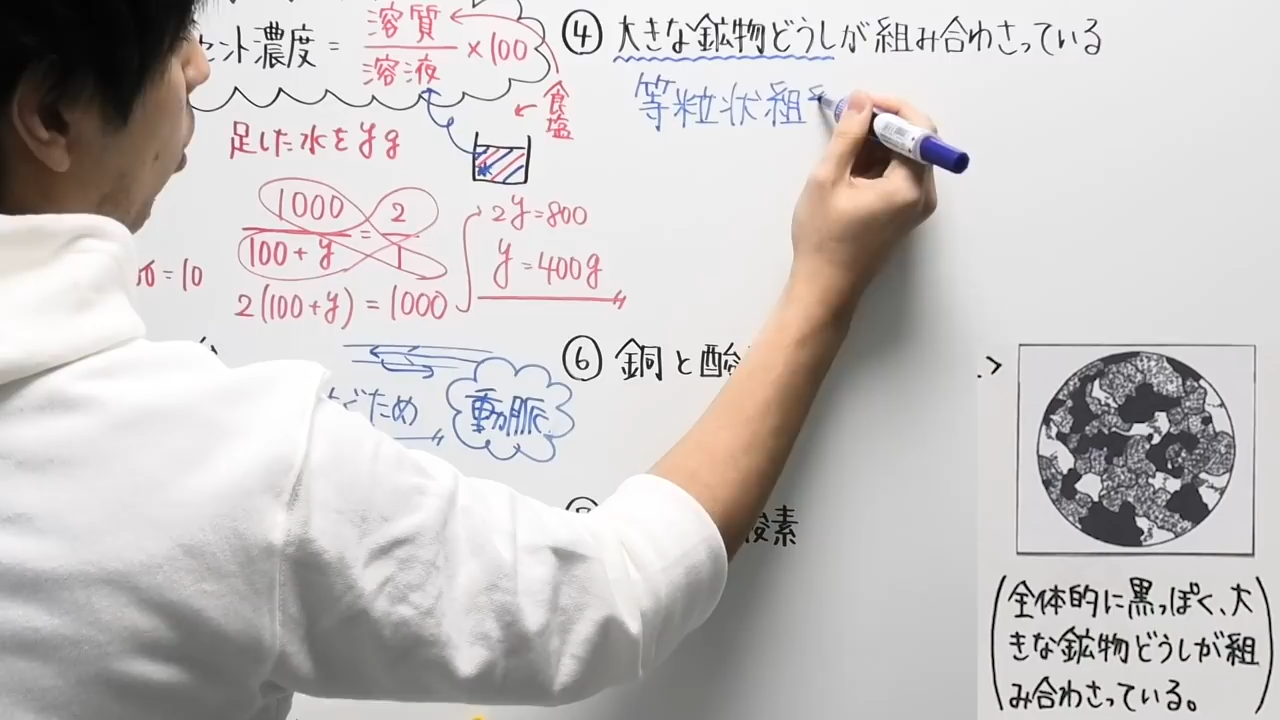 セント濃度 = 溶質/溶液 × 100
食塩
足した水を y g
1000/100+y = 2/1
2(100+y) = 1000
2y=800
y=400g
% = 10
ため
動脈
④ 大きな鉱物どうしが組み合わさっている
等粒状組
⑥ 銅と酸
酸素
(全体的に黒っぽく、大
きな鉱物どうしが組
み合わさっている。)